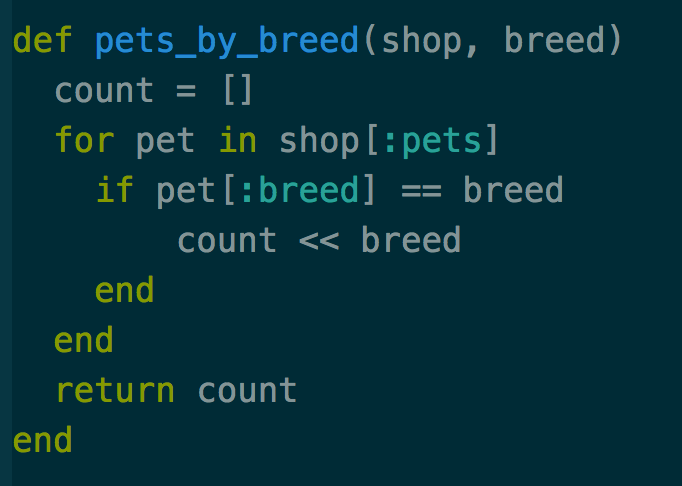 def pets_by_breed(shop, breed)
  count = []
  for pet in shop[:pets]
    if pet[:breed] == breed
        count << breed
    end
  end
  return count
end